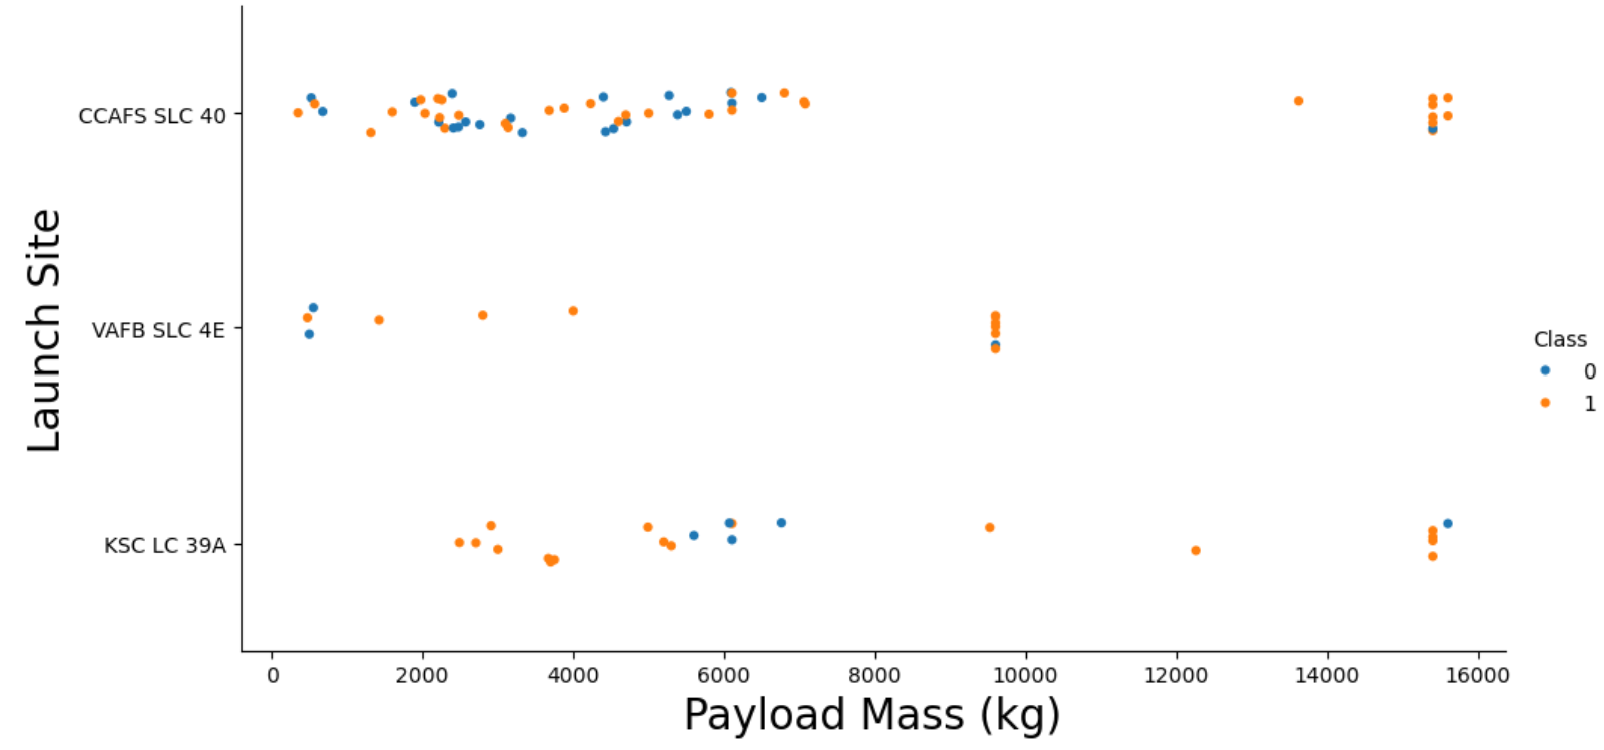 Launch Site
CCAFS SLC 40
VAFB SLC 4E
KSC LC 39A
0 2000 4000 6000 8000 10000 12000 14000 16000
Payload Mass (kg)
Class
0
1